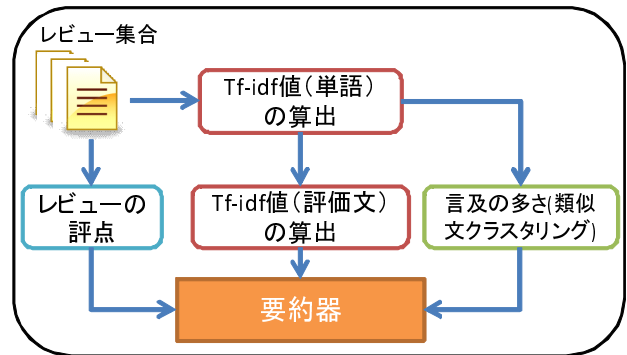 レビュー集合
Tf-idf値(単語)
の算出
レビューの
評点
Tf-idf値(評価文)
の算出
言及の多さ(類似
文クラスタリング)
要約器